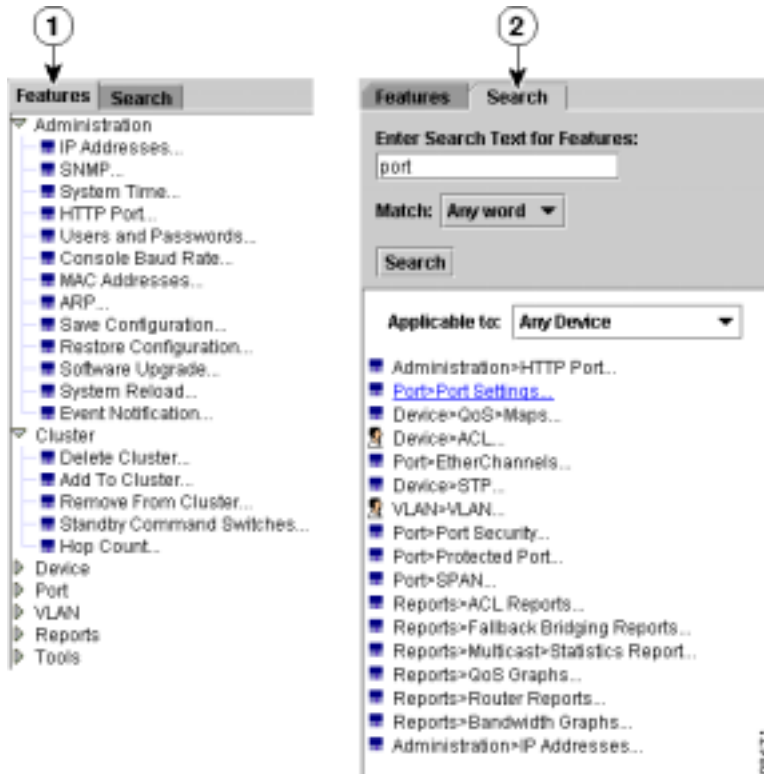 1
Features Search
Administration
IP Addresses...
SNMP...
System Time...
HTTP Port...
Users and Passwords...
Console Baud Rate...
MAC Addresses...
ARP...
Save Configuration...
Restore Configuration...
Software Upgrade...
System Reload...
Event Notification...
Cluster
Delete Cluster...
Add To Cluster...
Remove From Cluster...
Standby Command Switches...
Hop Count...
Device
Port
VLAN
Reports
Tools
2
Features Search
Enter Search Text for Features:
port
Match: Any word
Search
Applicable to: Any Device
Administration>HTTP Port...
Port>Port Settings...
Device>QoS>Maps...
Device>ACL...
Port>EtherChannels...
Device>STP...
VLAN>VLAN...
Port>Port Security...
Port>Protected Port...
Port>SPAN...
Reports>ACL Reports...
Reports>Fallback Bridging Reports...
Reports>Multicast>Statistics Report...
Reports>QoS Graphs...
Reports>Router Reports...
Reports>Bandwidth Graphs...
Administration>IP Addresses...